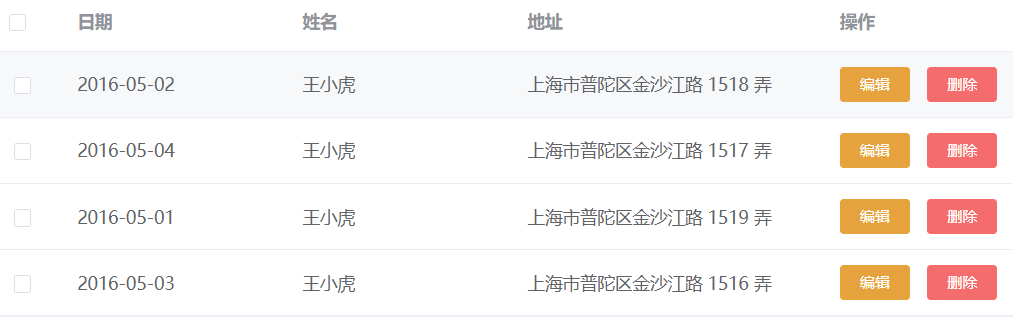 日期 姓名 地址 操作
2016-05-02 王小虎 上海市普陀区金沙江路 1518 弄 编辑 删除
2016-05-04 王小虎 上海市普陀区金沙江路 1517 弄 编辑 删除
2016-05-01 王小虎 上海市普陀区金沙江路 1519 弄 编辑 删除
2016-05-03 王小虎 上海市普陀区金沙江路 1516 弄 编辑 删除